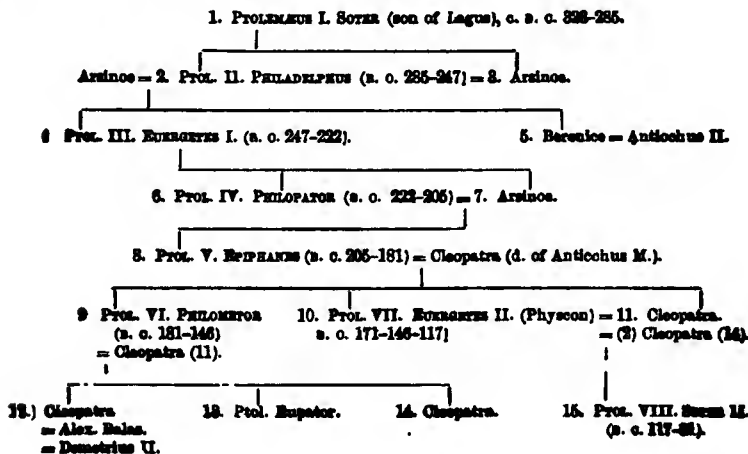 1. PTOLEMÆUS I. SOTER (son of Lagus), c. B. C. 323-285.
Arsinoe = 2. PTOL. II. PHILADELPHUS (B. C. 285-247) = 3. Arsinoe.
4 PTOL. III. EUERGETES I. (B. C. 247-222). 5. Berenice = Antiochus II.
6. PTOL. IV. PHILOPATOR (B. C. 222-205) = 7. Arsinoe.
8. PTOL. V. EPIPHANES (B. C. 205-181) = Cleopatra (d. of Antiochus M.).
9 PTOL. VI. PHILOMETOR 10. PTOL. VII. EUERGETES II. (Physcon) = 11. Cleopatra.
(B. C. 181-146) B. C. 171-146-117] = (2) Cleopatra (14).
= Cleopatra (11).
12.) Cleopatra 13. Ptol. Eupator. 14. Cleopatra. 15. PTOL. VIII.
= Alex. Balas. (B. C.
= Demetrius II.